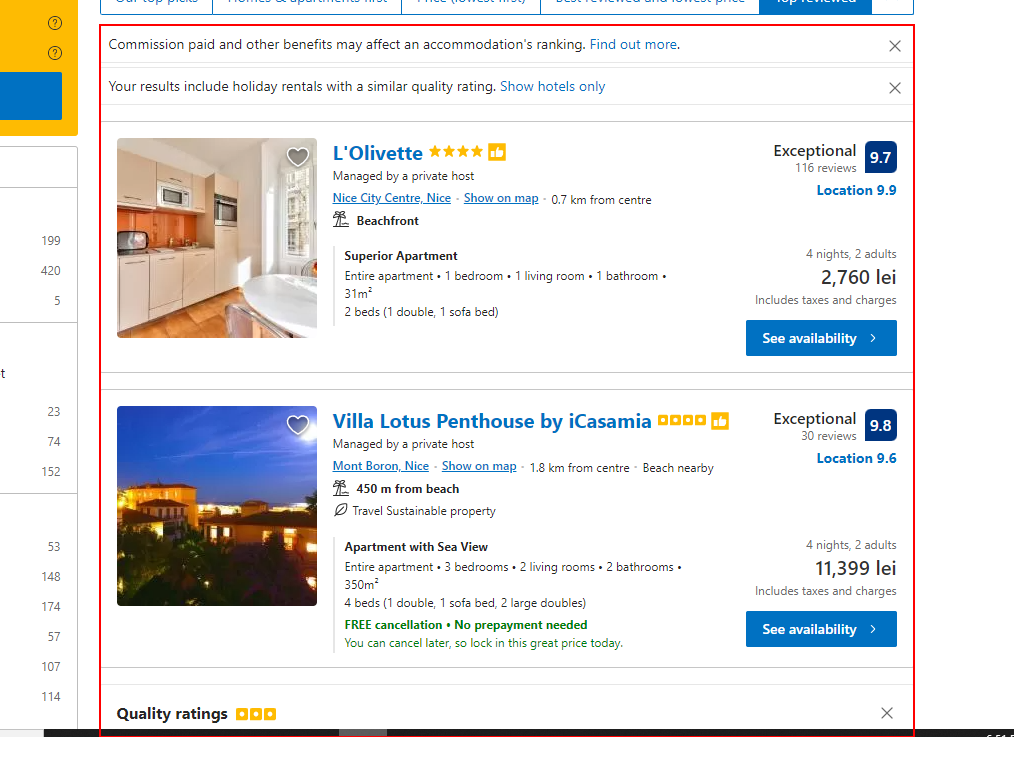 Our top picks
Homes & apartments first
Price (lowest first)
Best reviewed and lowest price
Top reviewed
Commission paid and other benefits may affect an accommodation's ranking. Find out more.
Your results include holiday rentals with a similar quality rating. Show hotels only
L'Olivette
Exceptional 9.7
Managed by a private host
116 reviews
Nice City Centre, Nice · Show on map · 0.7 km from centre
Location 9.9
Beachfront
Superior Apartment
4 nights, 2 adults
Entire apartment • 1 bedroom • 1 living room • 1 bathroom •
31m²
2,760 lei
2 beds (1 double, 1 sofa bed)
Includes taxes and charges
See availability
Villa Lotus Penthouse by iCasamia
Exceptional 9.8
Managed by a private host
30 reviews
Mont Boron, Nice · Show on map · 1.8 km from centre · Beach nearby
Location 9.6
450 m from beach
Travel Sustainable property
Apartment with Sea View
4 nights, 2 adults
Entire apartment • 3 bedrooms • 2 living rooms • 2 bathrooms •
350m²
11,399 lei
4 beds (1 double, 1 sofa bed, 2 large doubles)
Includes taxes and charges
FREE cancellation • No prepayment needed
You can cancel later, so lock in this great price today.
See availability
Quality ratings
199
420
5
t
23
74
152
53
148
174
57
107
114